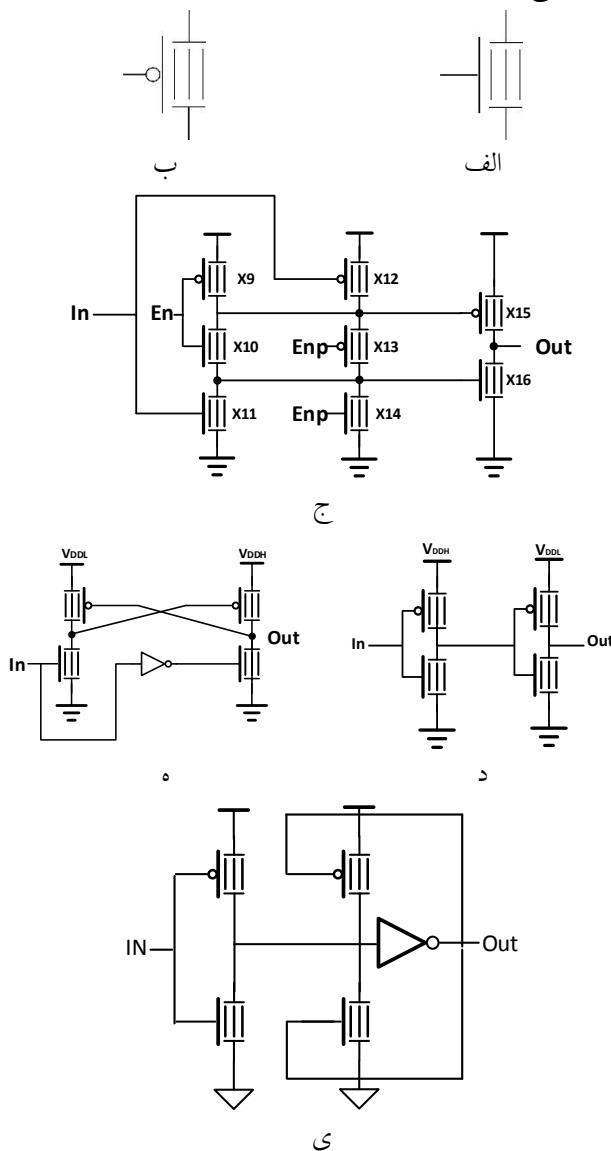 ب الف
X9 X12
In En X15
X10 Enp X13 Out
X11 Enp X14 X16
ج
VDDL VDDH VDDH VDDL
In Out In Out
ه د
IN Out
ی